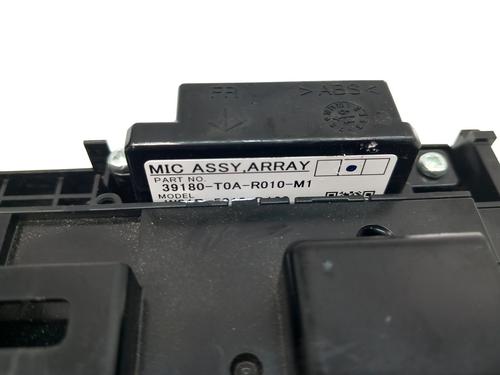 FR >ABS<
MIC ASSY,ARRAY
PART NO.
39180-T0A-R010-M1
MODEL